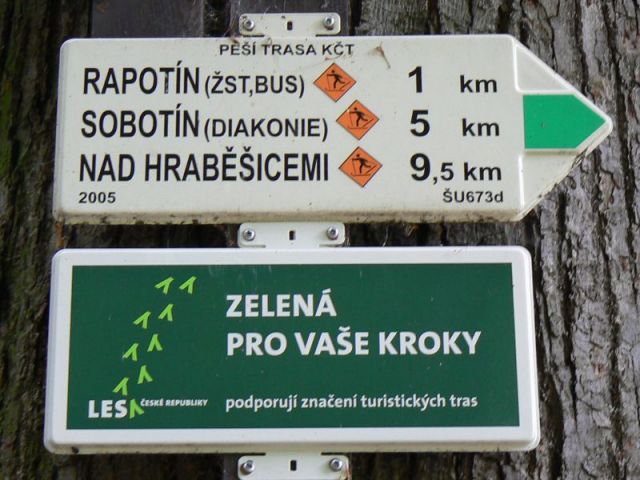 PĚŠÍ TRASA KČT
RAPOTÍN (ŽST,BUS) 1 km
SOBOTÍN (DIAKONIE) 5 km
NAD HRABĚŠICEMI 9,5 km
2005 ŠU673d
ZELENÁ
PRO VAŠE KROKY
LESY ČESKÉ REPUBLIKY podporují značení turistických tras